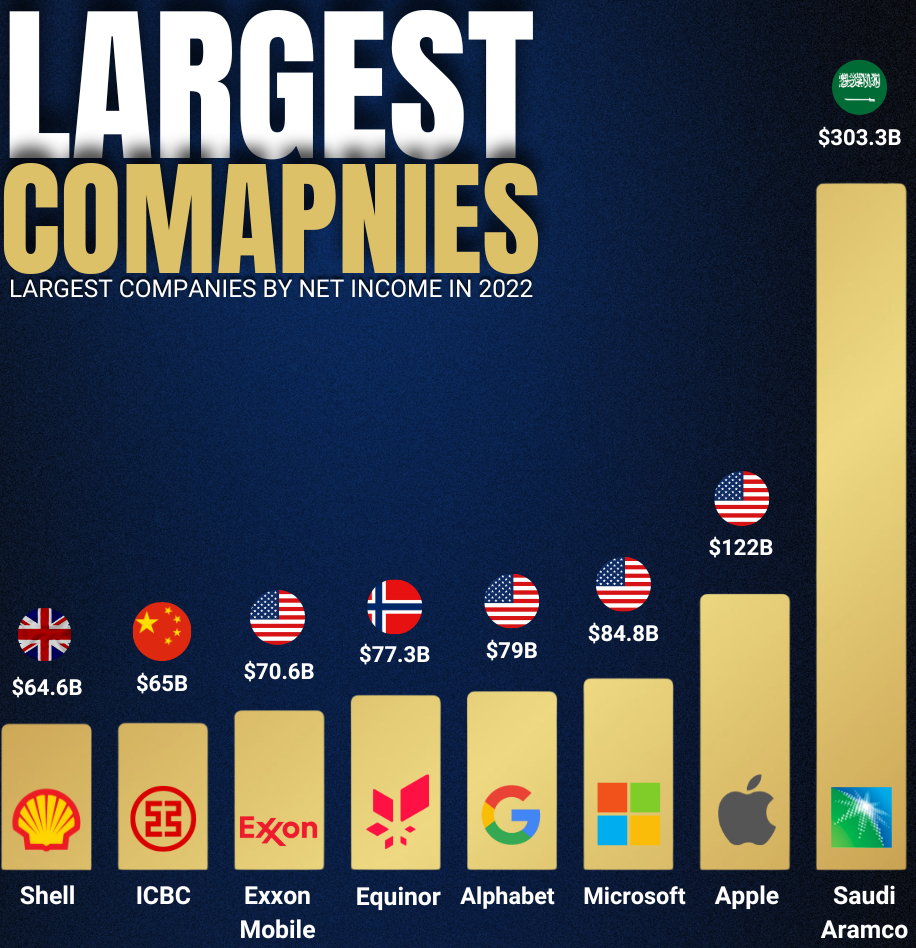 LARGEST
COMAPNIES
LARGEST COMPANIES BY NET INCOME IN 2022
$303.3B
$122B
$84.8B
$79B
$77.3B
$70.6B
$65B
$64.6B
Exxon
Shell
ICBC
Exxon
Mobile
Equinor
Alphabet
Microsoft
Apple
Saudi
Aramco